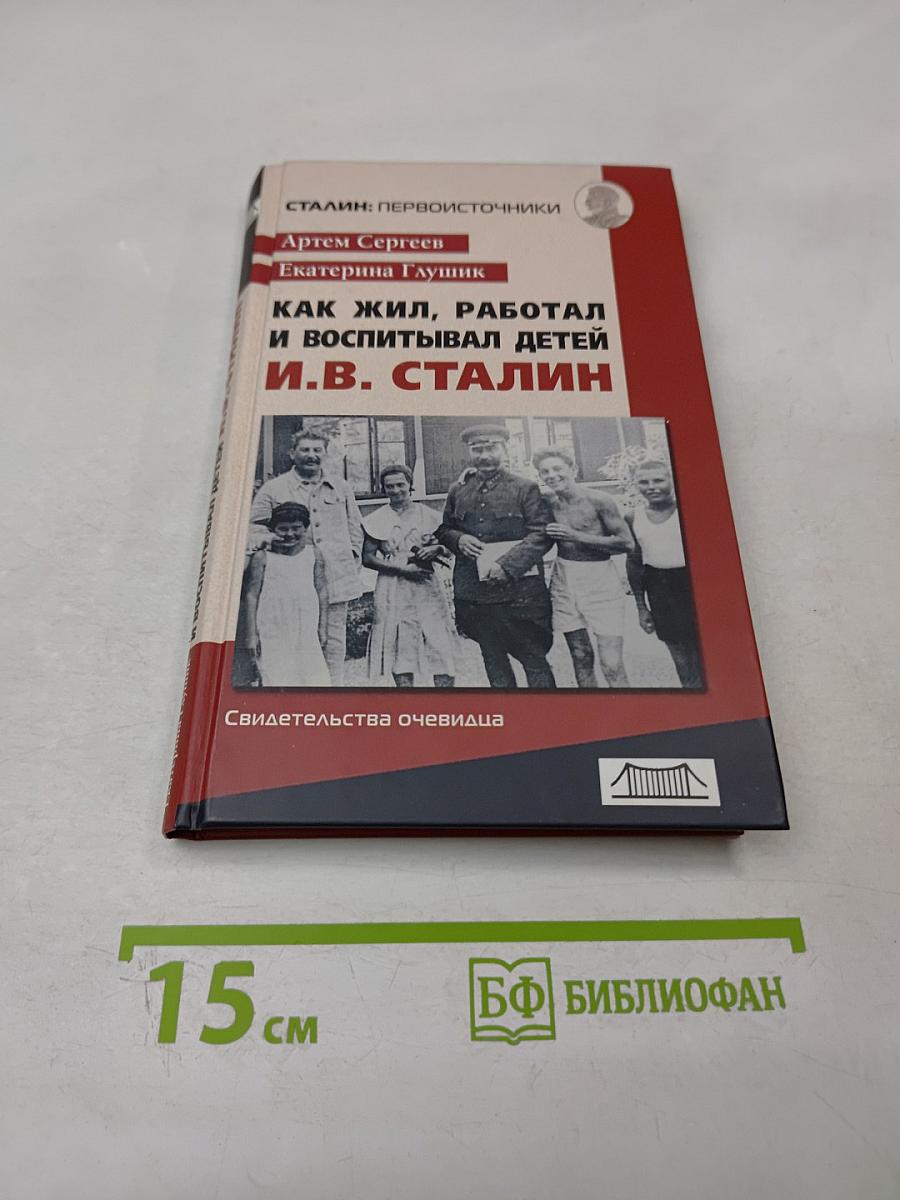 СТАЛИН: ПЕРВОИСТОЧНИКИ
Артем Сергеев
Екатерина Глушик
КАК ЖИЛ, РАБОТАЛ
И ВОСПИТЫВАЛ ДЕТЕЙ
И.В. СТАЛИН
Свидетельства очевидца
15 см
БФ БИБЛИОФАН